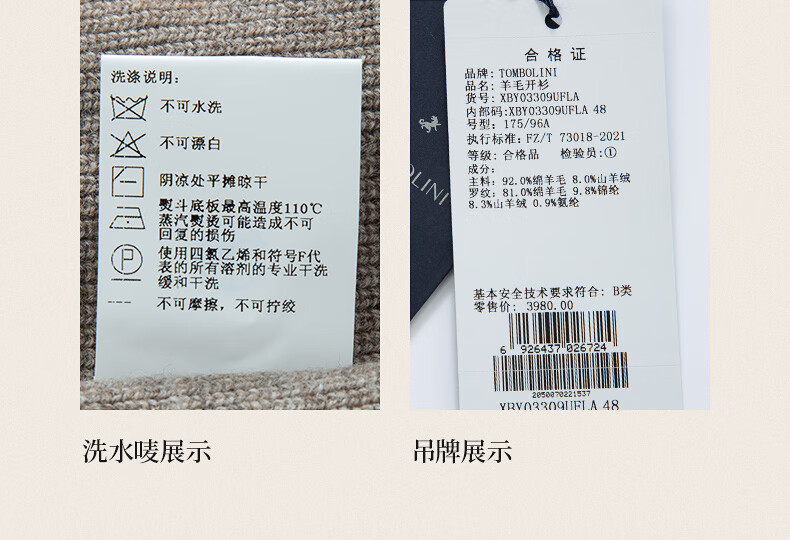 洗涤说明:
不可水洗
不可漂白
阴凉处平摊晾干
熨斗底板最高温度110℃
蒸汽熨烫可能造成不可
回复的损伤
P
使用四氯乙烯和符号F代
表的所有溶剂的专业干洗
缓和干洗
不可摩擦,不可拧绞
OLINI
合格证
品牌: TOMBOLINI
品名: 羊毛开衫
货号: XBY03309UFLA
内部码: XBY03309UFLA 48
号型: 175/96A
执行标准: FZ/T 73018-2021
等级: 合格品 检验员: ①
成分:
主料: 92.0%绵羊毛 8.0%山羊绒
罗纹: 81.0%绵羊毛 9.8%锦纶
8.3%山羊绒 0.9%氨纶
基本安全技术要求符合: B类
零售价: 3980.00
6 926437 026724
2050070221537
XBY03309UFLA 48
洗水唛展示
吊牌展示